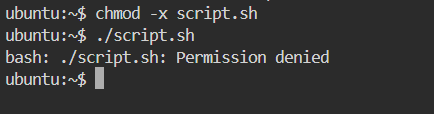 ubuntu:~$ chmod -x script.sh
ubuntu:~$ ./script.sh
bash: ./script.sh: Permission denied
ubuntu:~$